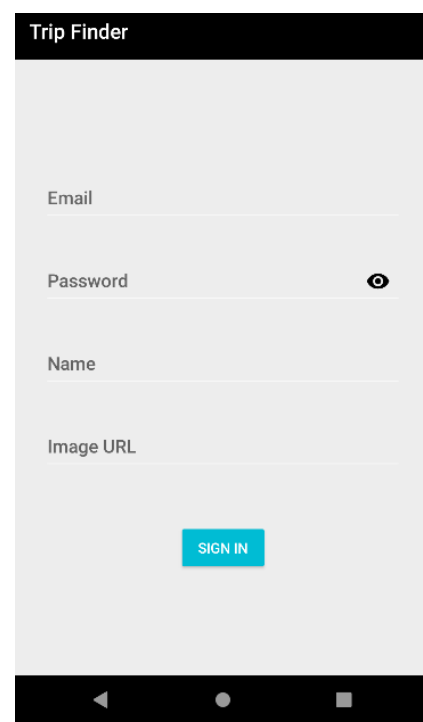 Trip Finder
Email
Password
Name
Image URL
SIGN IN